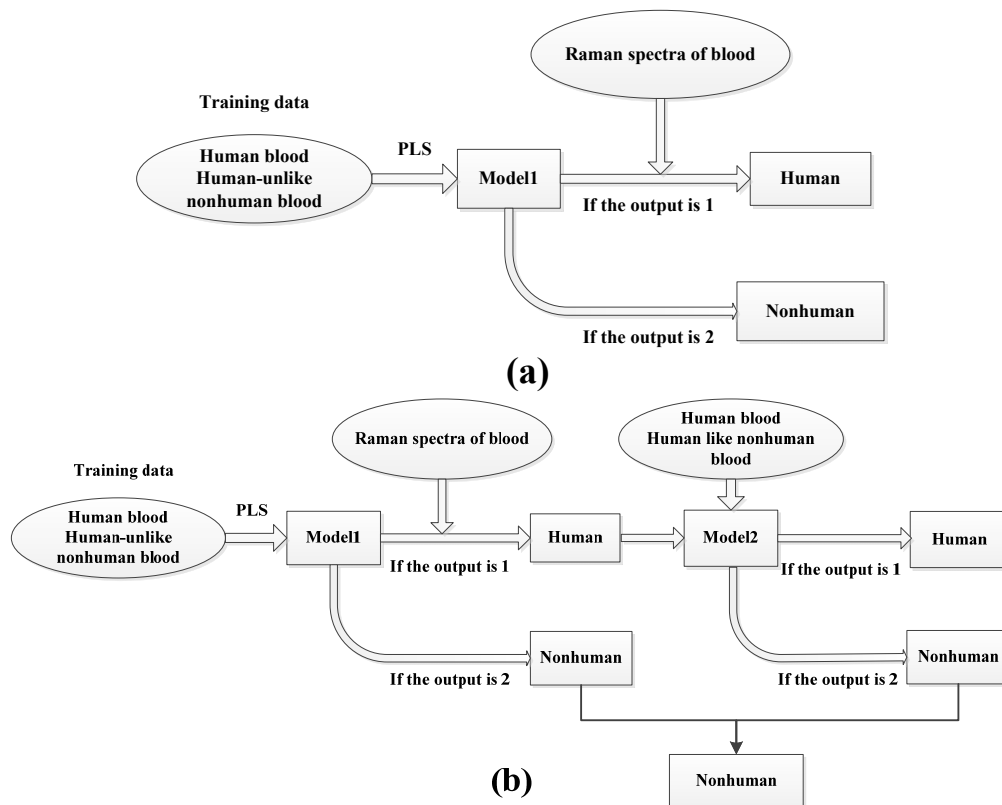 Raman spectra of blood
Training data
Human blood
Human-unlike
nonhuman blood
PLS
Model1
Human
If the output is 1
Nonhuman
If the output is 2
(a)
Raman spectra of blood
Human blood
Human like nonhuman
blood
Training data
Human blood
Human-unlike
nonhuman blood
PLS
Model1
Human
Model2
Human
If the output is 1
If the output is 1
Nonhuman
Nonhuman
If the output is 2
If the output is 2
Nonhuman
(b)